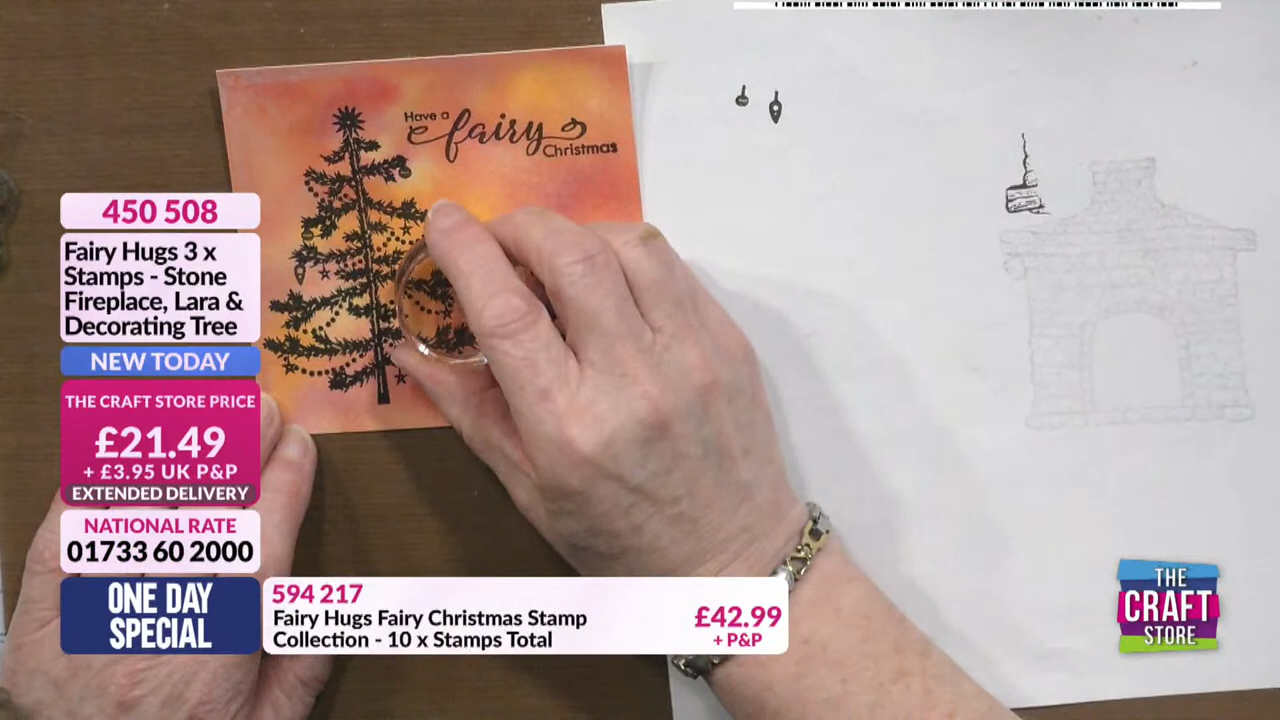 Have a
fairy
Christmas
450 508
Fairy Hugs 3 x
Stamps - Stone
Fireplace, Lara &
Decorating Tree
NEW TODAY
THE CRAFT STORE PRICE
£21.49
+ £3.95 UK P&P
EXTENDED DELIVERY
NATIONAL RATE
01733 60 2000
ONE DAY
SPECIAL
594 217
Fairy Hugs Fairy Christmas Stamp
Collection - 10 x Stamps Total
£42.99
+ P&P
THE
CRAFT
STORE